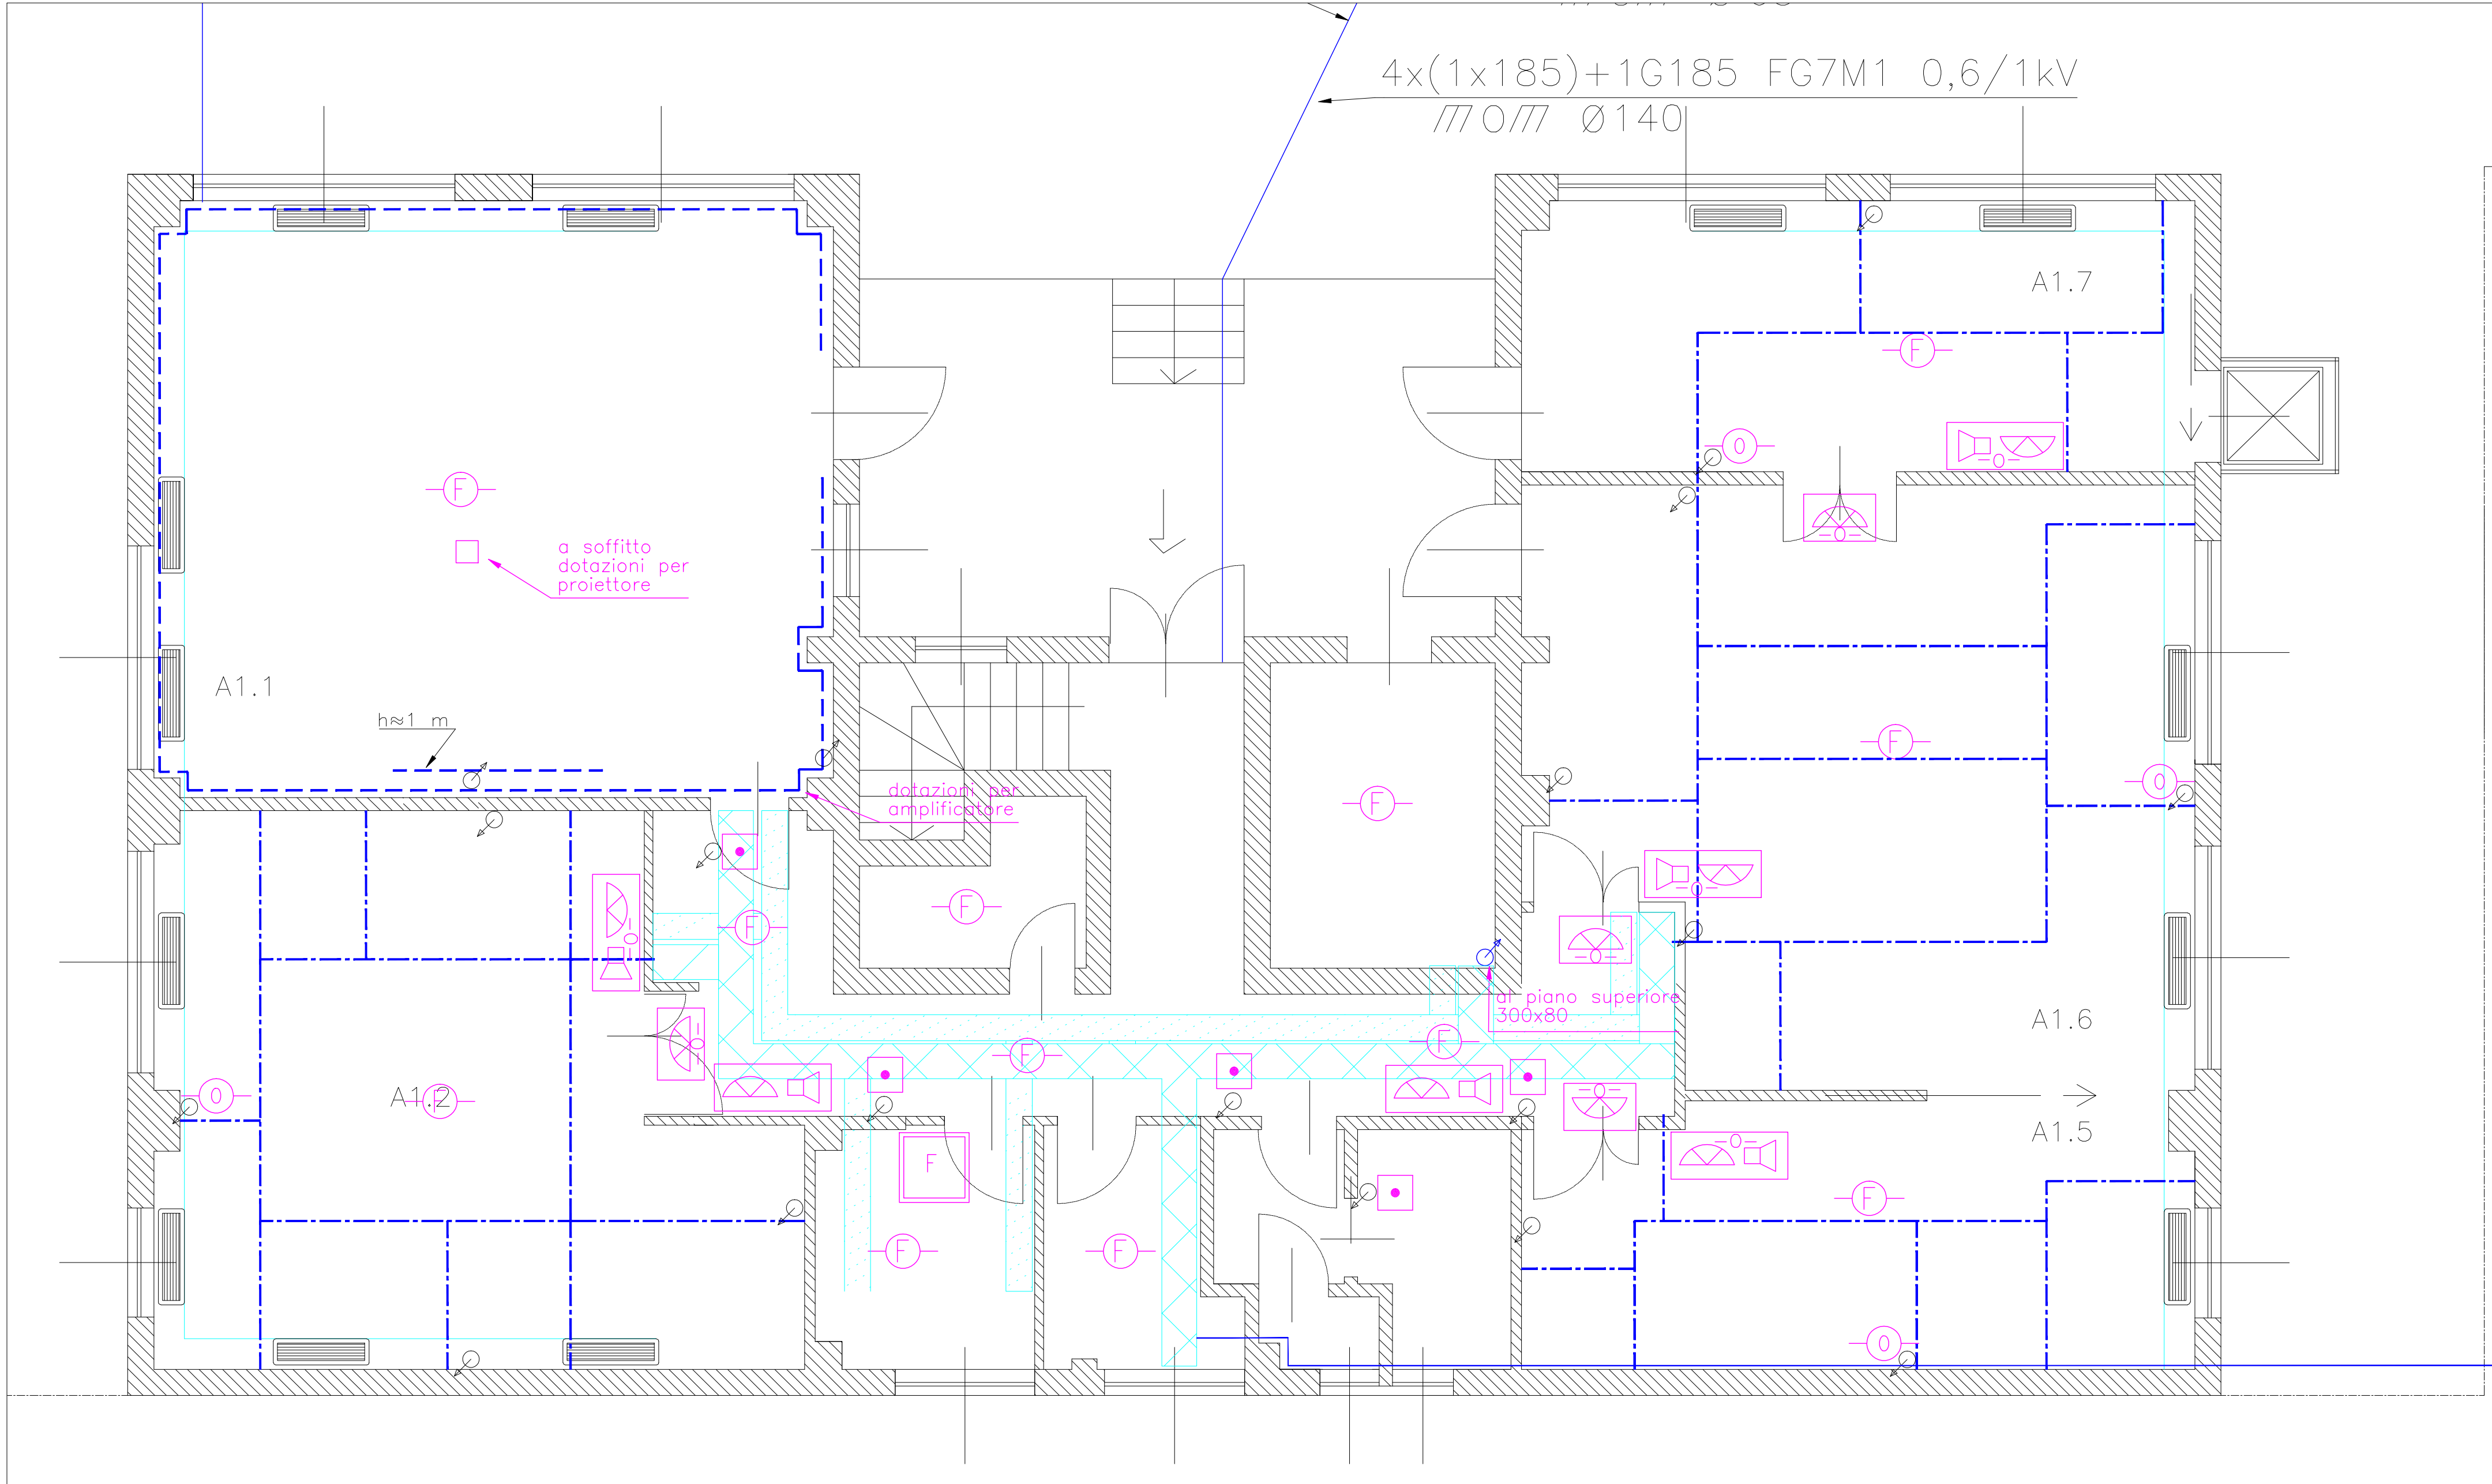 4x(1x185)+1G185 FG7M1 0,6/1kV
Ø140
A1.7
F
O
O
F
O
a soffitto
dotazioni per
proiettore
A1.1
h≈1 m
F
O
dotazioni per
amplificatore
F
F
O
F
O
al piano superiore
300x80
A1.6
O
F
F
O
A1.2
F
O
O
A1.5
O
F
F
F
F
O